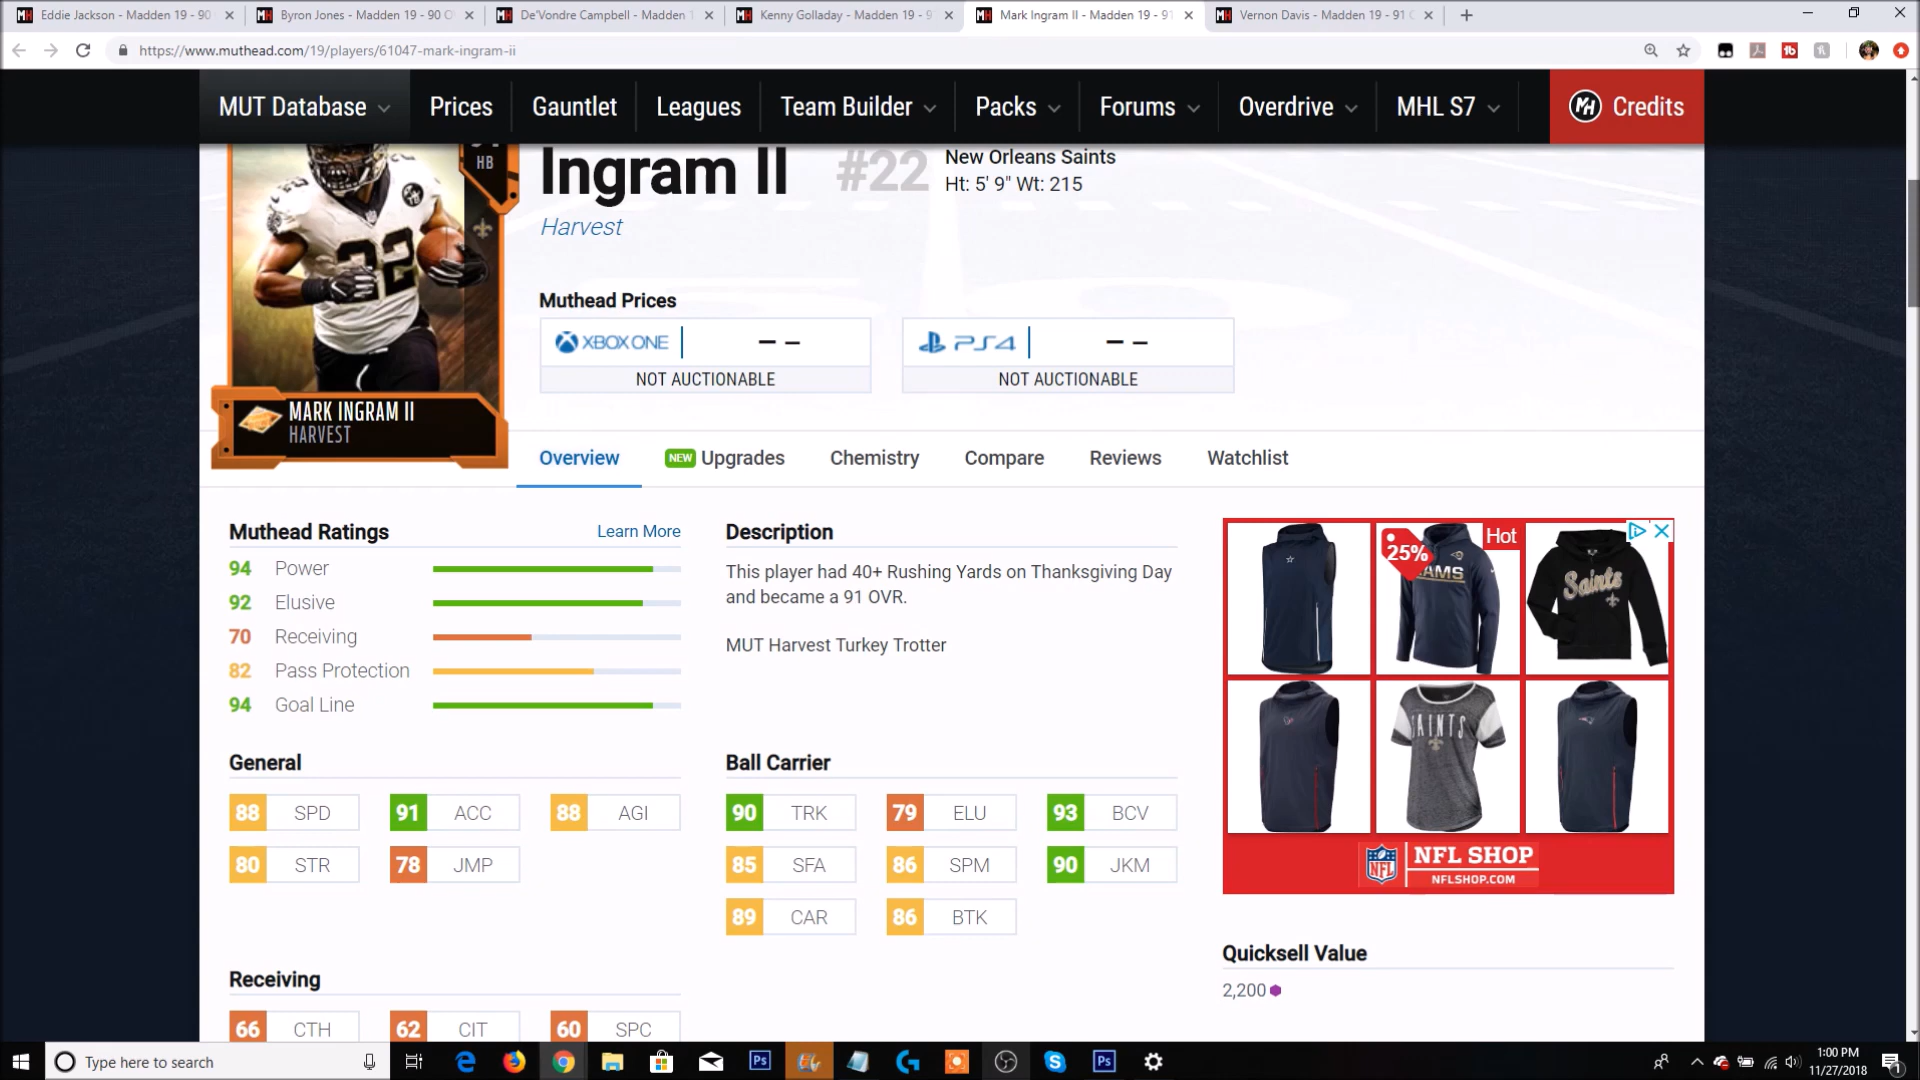 Eddie Jackson - Madden 19 - 90
Byron Jones - Madden 19 - 90 O
De'Vondre Campbell - Madden 1
Kenny Golladay - Madden 19 - 9
Mark Ingram II - Madden 19 - 91
Vernon Davis - Madden 19 - 91 O
https://www.muthead.com/19/players/61047-mark-ingram-ii
MUT Database
Prices
Gauntlet
Leagues
Team Builder
Packs
Forums
Overdrive
MHL S7
MH Credits
HB
Ingram II
#22
New Orleans Saints
Ht: 5' 9" Wt: 215
Harvest
22
Muthead Prices
XBOX ONE
– –
NOT AUCTIONABLE
PS4
– –
NOT AUCTIONABLE
MARK INGRAM II
HARVEST
Overview
NEW Upgrades
Chemistry
Compare
Reviews
Watchlist
Muthead Ratings
Learn More
94 Power
92 Elusive
70 Receiving
82 Pass Protection
94 Goal Line
Description
This player had 40+ Rushing Yards on Thanksgiving Day
and became a 91 OVR.
MUT Harvest Turkey Trotter
25%
Hot
RAMS
Saints
SAINTS
NFL SHOP
NFLSHOP.COM
General
88 SPD
91 ACC
88 AGI
80 STR
78 JMP
Ball Carrier
90 TRK
79 ELU
93 BCV
85 SFA
86 SPM
90 JKM
89 CAR
86 BTK
Quicksell Value
2,200
Receiving
66 CTH
62 CIT
60 SPC
Type here to search
1:00 PM
11/27/2018